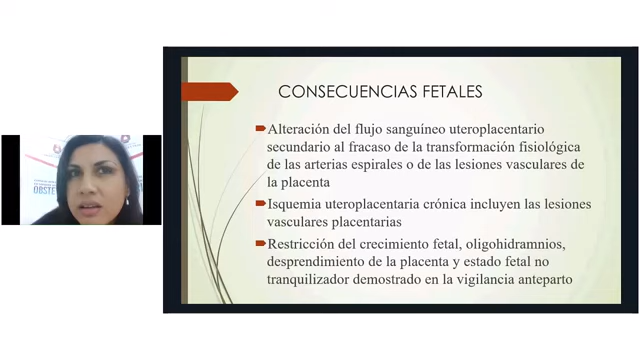 CONSECUENCIAS FETALES
Alteración del flujo sanguíneo uteroplacentario
secundario al fracaso de la transformación fisiológica
de las arterias espirales o de las lesiones vasculares de
la placenta
Isquemia uteroplacentaria crónica incluyen las lesiones
vasculares placentarias
Restricción del crecimiento fetal, oligohidramnios,
desprendimiento de la placenta y estado fetal no
tranquilizador demostrado en la vigilancia anteparto
OBSTE